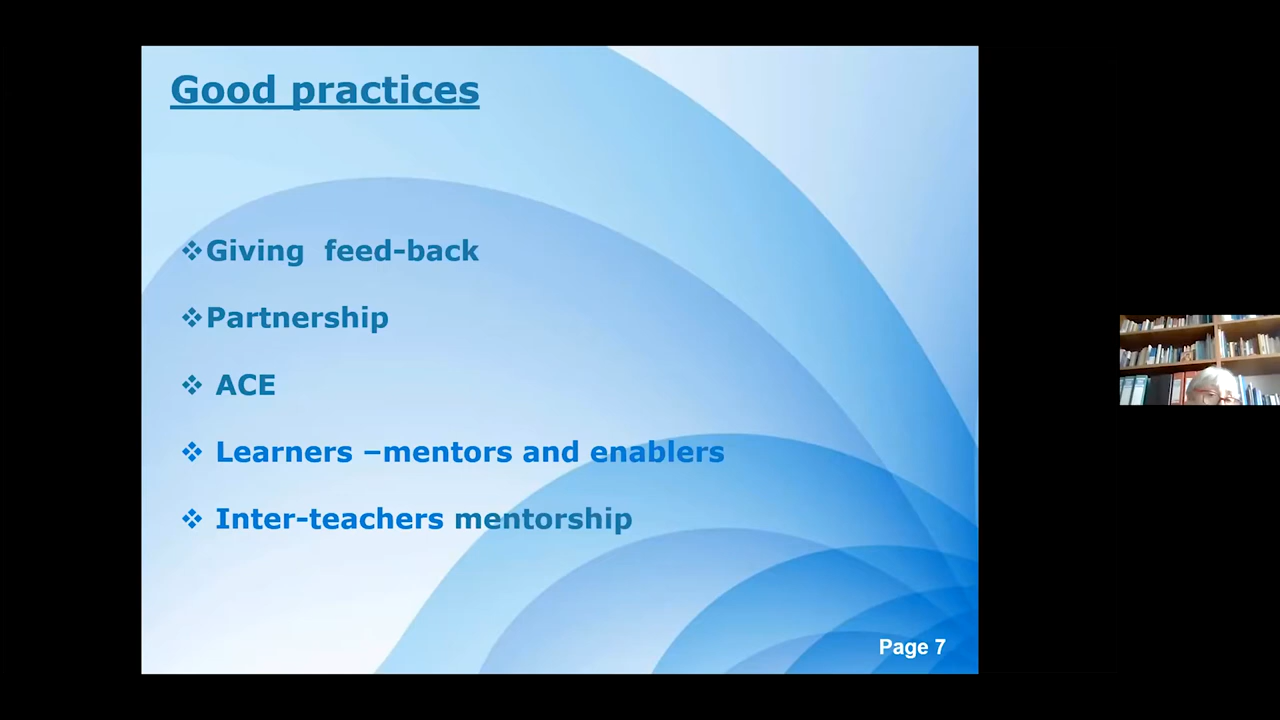 Good practices
❖Giving feed-back
❖Partnership
❖ ACE
❖ Learners –mentors and enablers
❖ Inter-teachers mentorship
Page 7